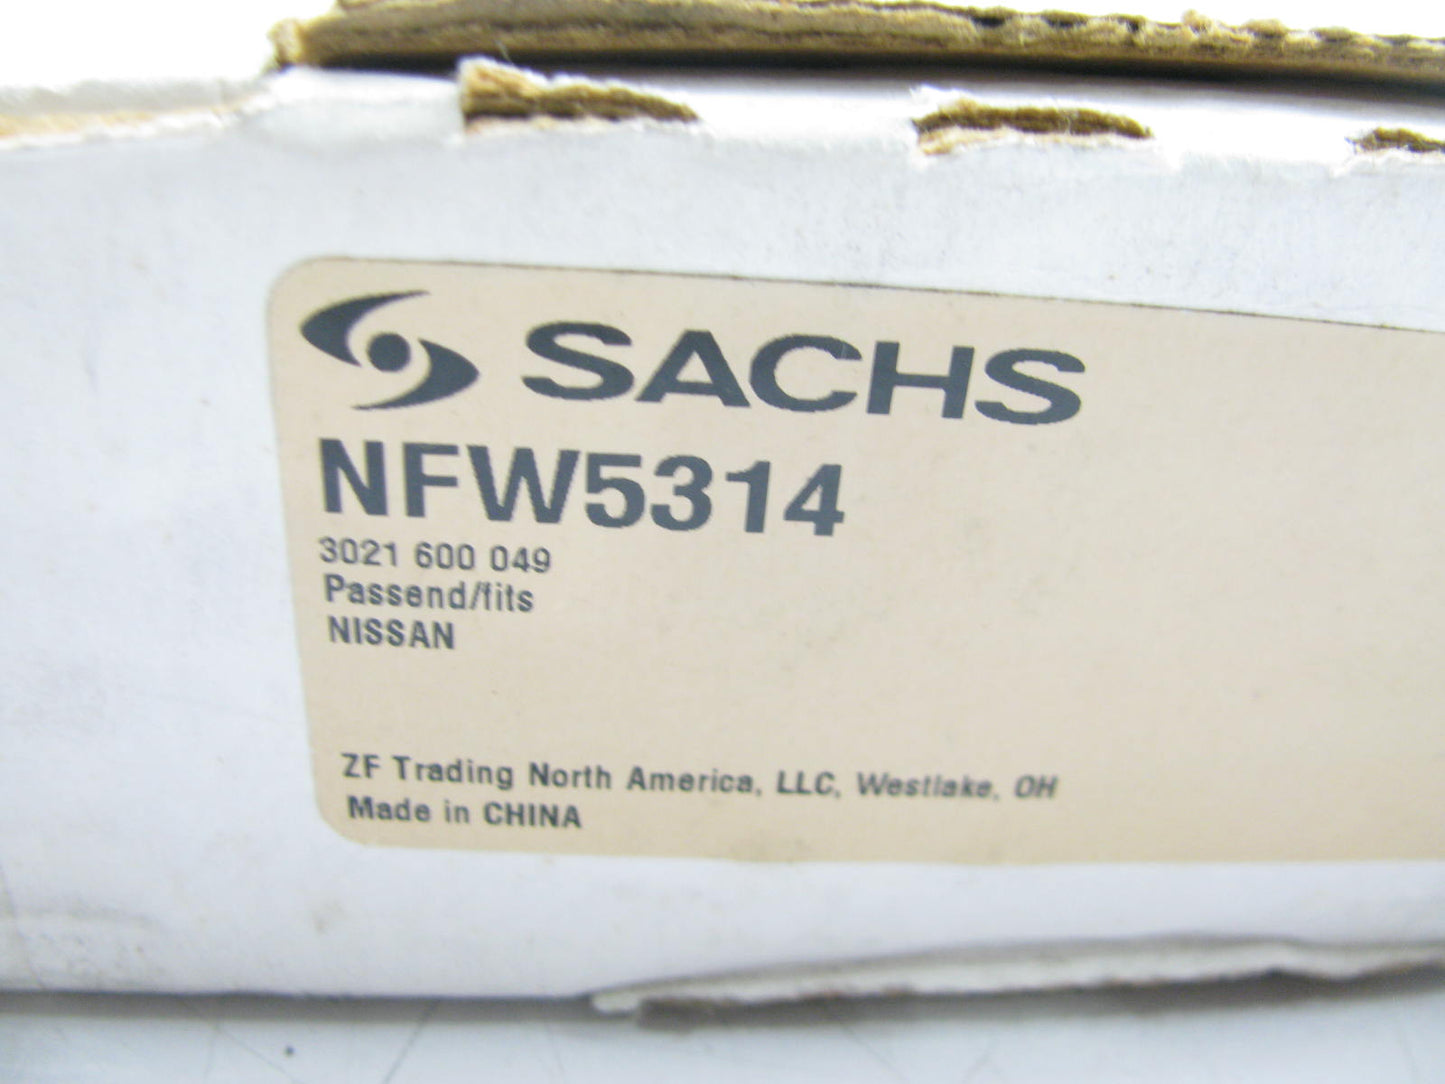 SACHS
NFW5314
3021 600 049
Passend/fits
NISSAN
ZF Trading North America, LLC, Westlake, OH
Made in CHINA